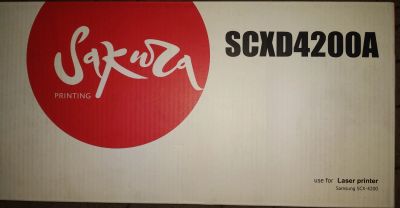 Sakura
PRINTING
SCXD4200A
use for Laser printer
Samsung SCX-4200